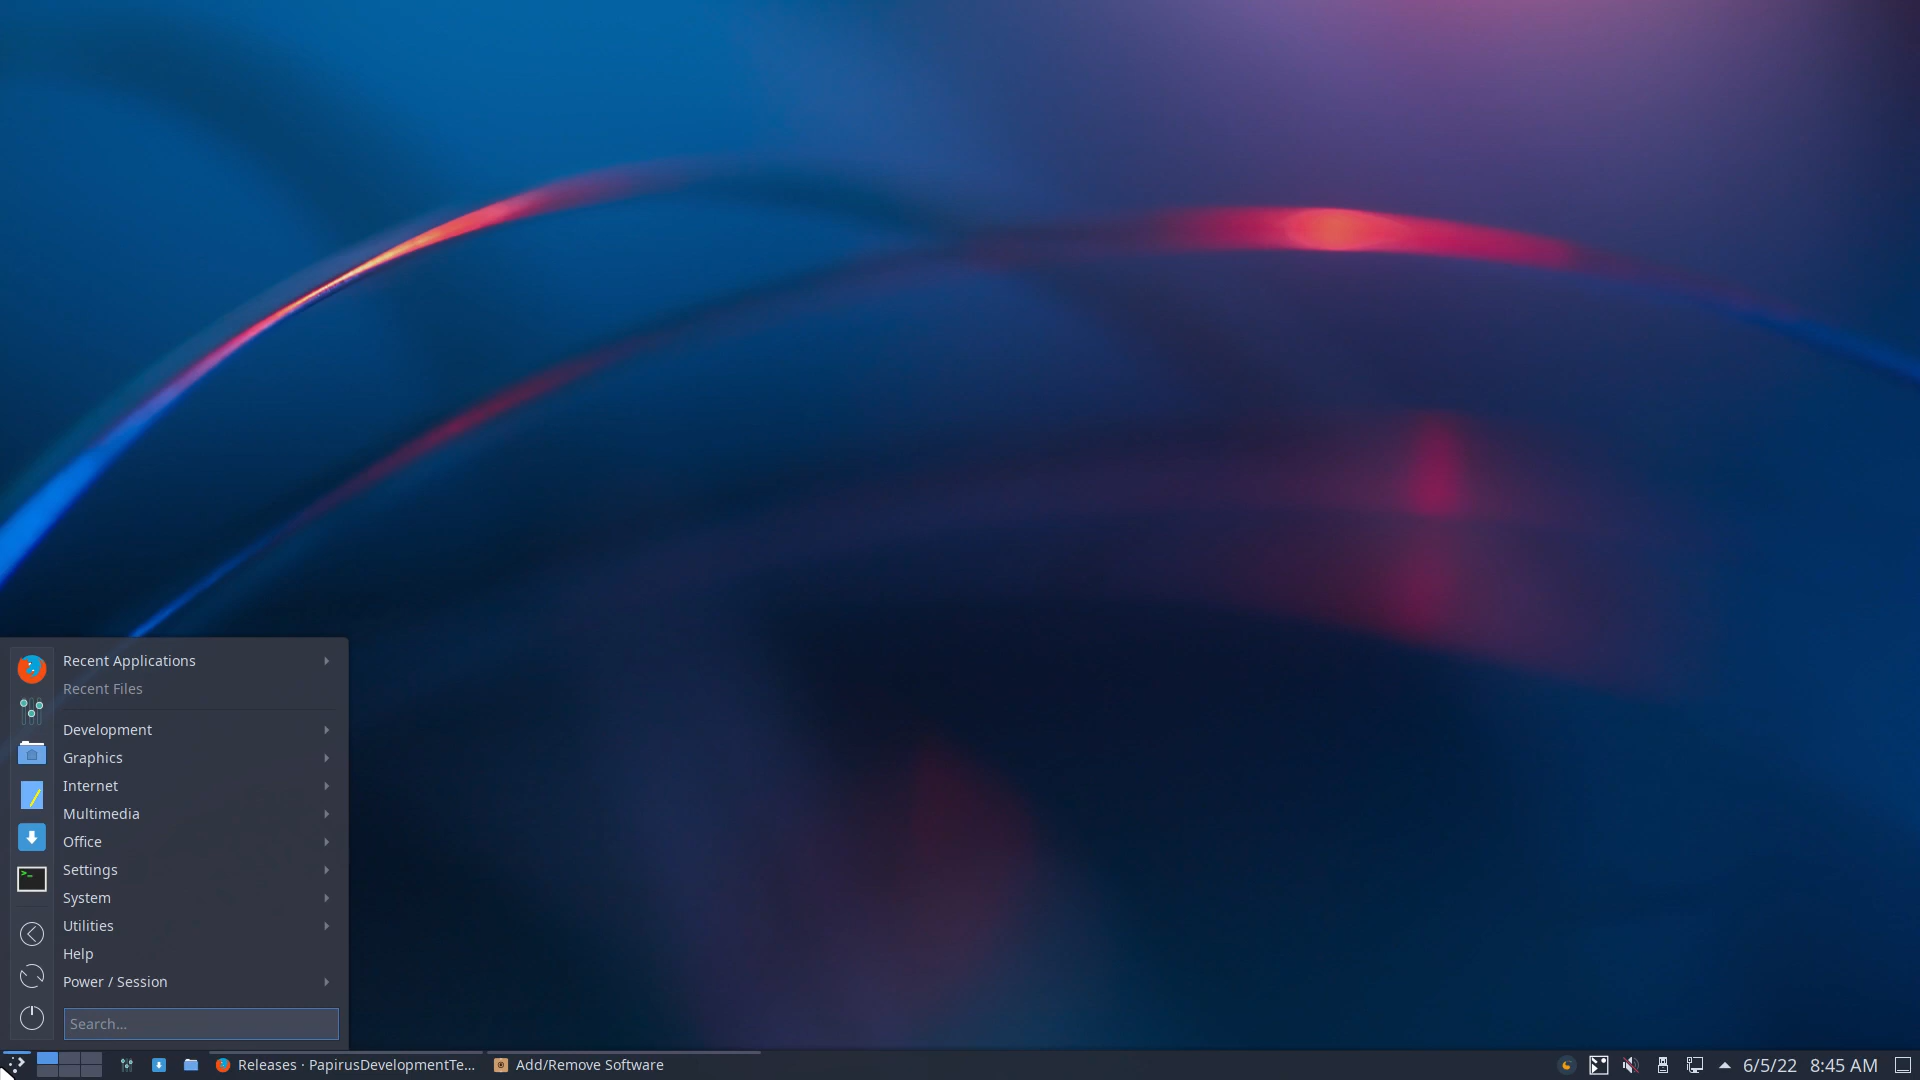 Recent Applications
Recent Files
Development
Graphics
Internet
Multimedia
Office
Settings
System
Utilities
Help
Power / Session
Search...
Releases · PapirusDevelopmentTe...
Add/Remove Software
6/5/22
8:45 AM